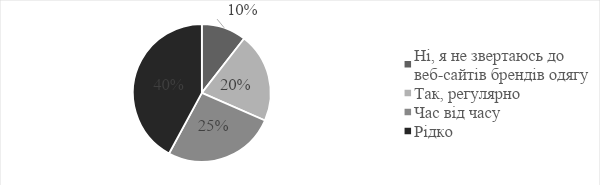 10%
40%
20%
25%
Ні, я не звертаюсь до
веб-сайтів брендів одягу
Так, регулярно
Час від часу
Рідко